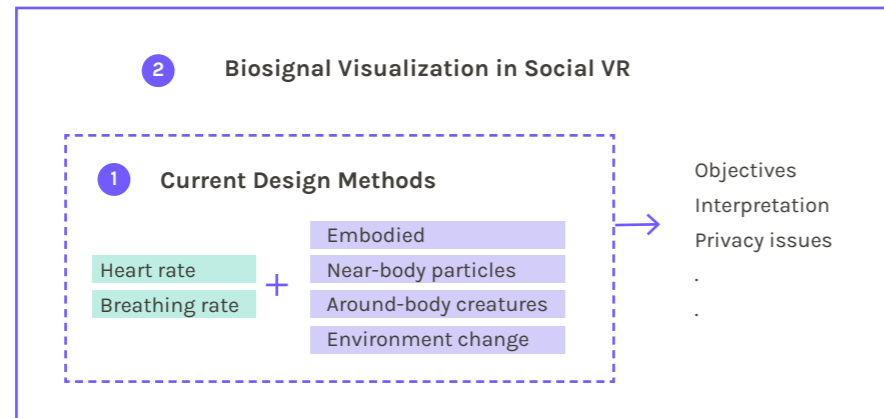 2 Biosignal Visualization in Social VR
1 Current Design Methods
Heart rate
Breathing rate
+
Embodied
Near-body particles
Around-body creatures
Environment change
Objectives
Interpretation
Privacy issues
.
.